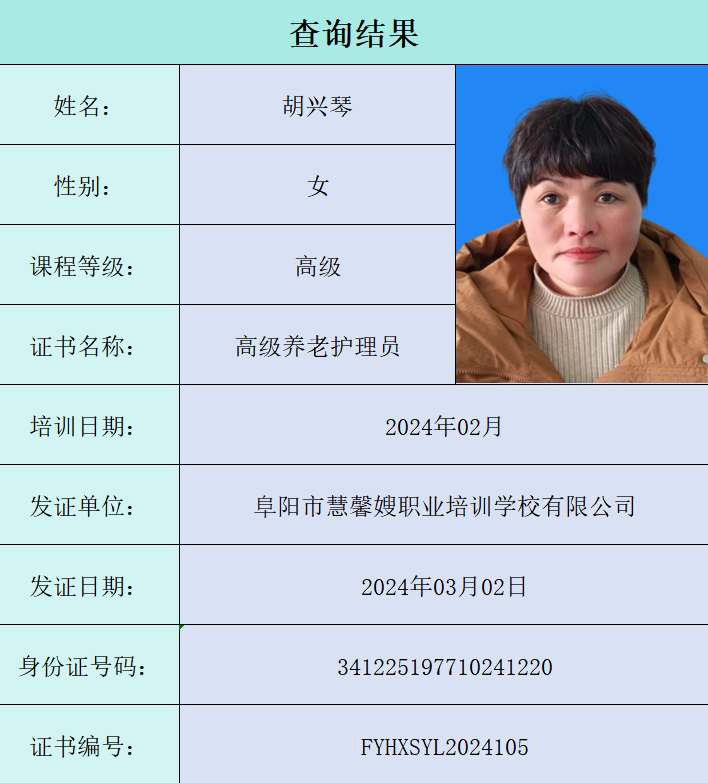 查询结果
姓名： 胡兴琴
性别： 女
课程等级： 高级
证书名称： 高级养老护理员
培训日期： 2024年02月
发证单位： 阜阳市慧馨嫂职业培训学校有限公司
发证日期： 2024年03月02日
身份证号码： 341225197710241220
证书编号： FYHXSYL2024105